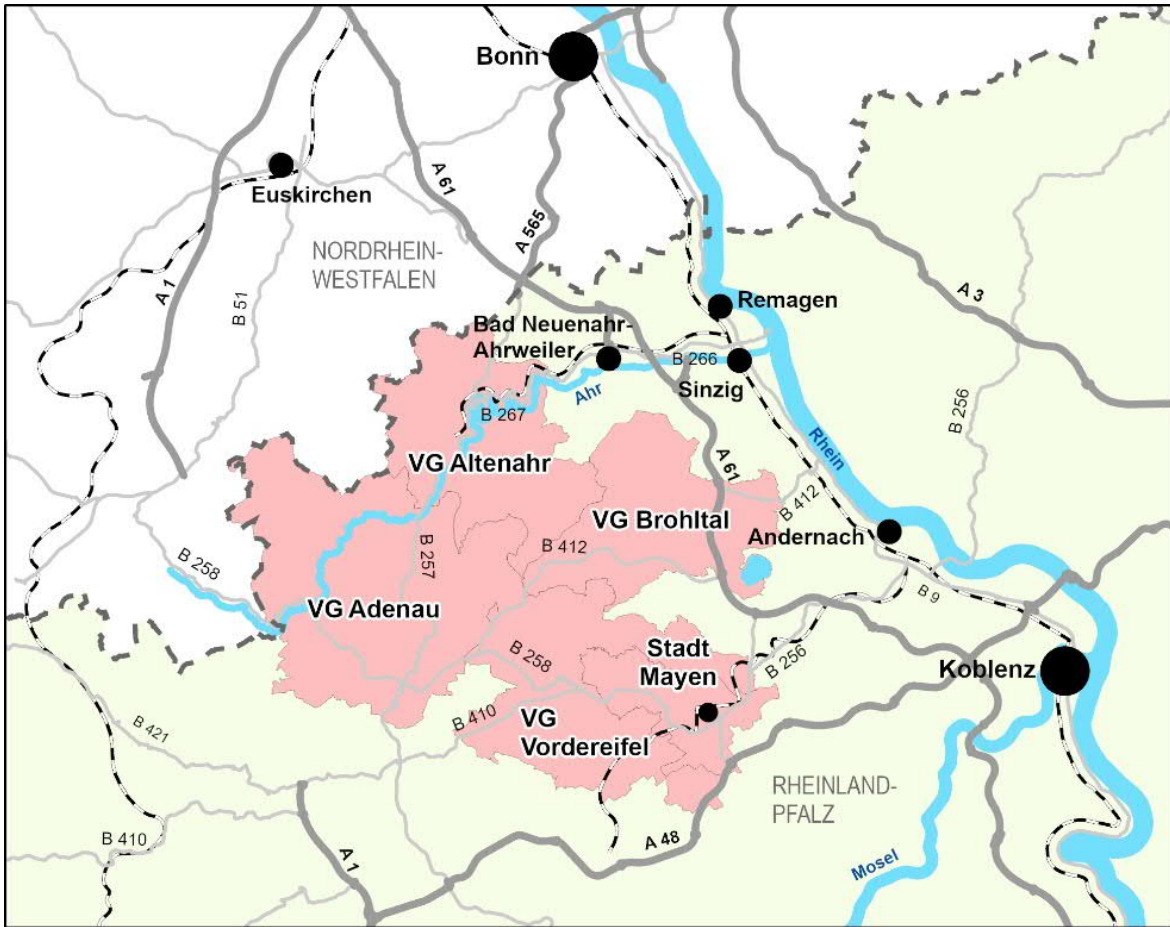 Bonn
A 61
Euskirchen
A 565
NORDRHEIN-
WESTFALEN
A 1
B 51
A 3
Remagen
Bad Neuenahr-
Ahrweiler
B 266
Sinzig
Ahr
B 267
B 256
Rhein
VG Altenahr
A 61
B 412
VG Brohltal
Andernach
B 412
B 257
B 258
B 9
VG Adenau
Stadt
Mayen
B 256
Koblenz
B 258
B 410
VG
Vordereifel
B 421
RHEINLAND-
PFALZ
A 48
B 410
A 1
Mosel